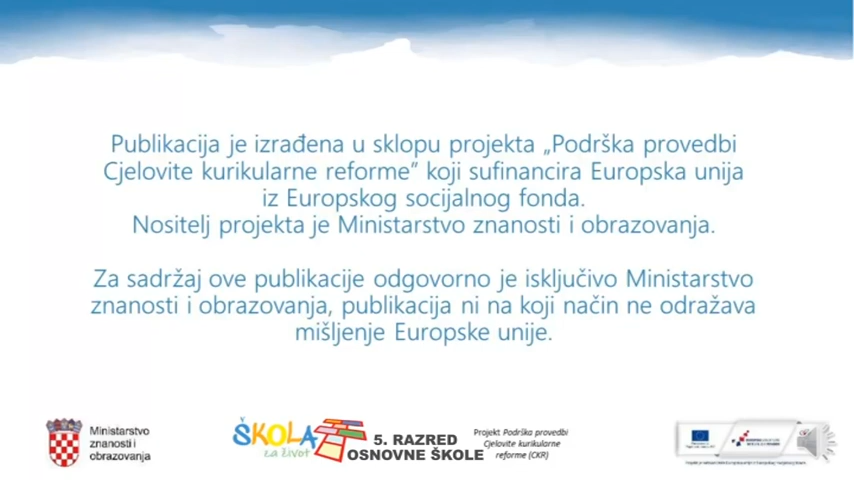 Publikacija je izrađena u sklopu projekta „Podrška provedbi
Cjelovite kurikularne reforme” koji sufinancira Europska unija
iz Europskog socijalnog fonda.
Nositelj projekta je Ministarstvo znanosti i obrazovanja.
Za sadržaj ove publikacije odgovorno je isključivo Ministarstvo
znanosti i obrazovanja, publikacija ni na koji način ne odražava
mišljenje Europske unije.
Ministarstvo
znanosti i
obrazovanja
ŠKOLA
za život
5. RAZRED
OSNOVNE ŠKOLE
Projekt Podrška provedbi
Cjelovite kurikularne
reforme (CKR)